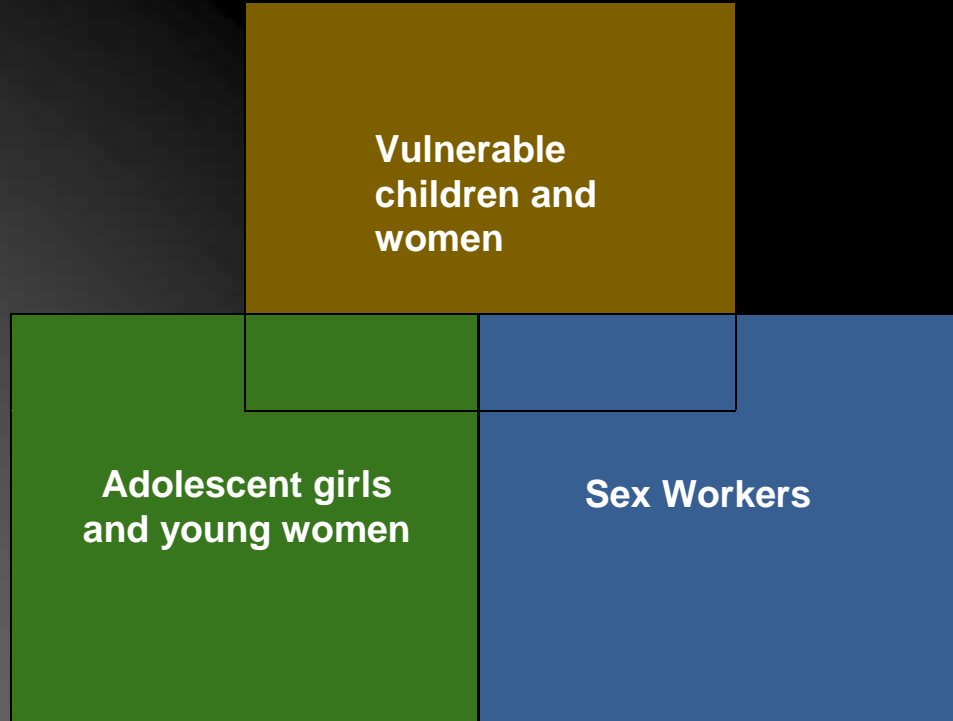 Vulnerable
children and
women
Adolescent girls
and young women
Sex Workers